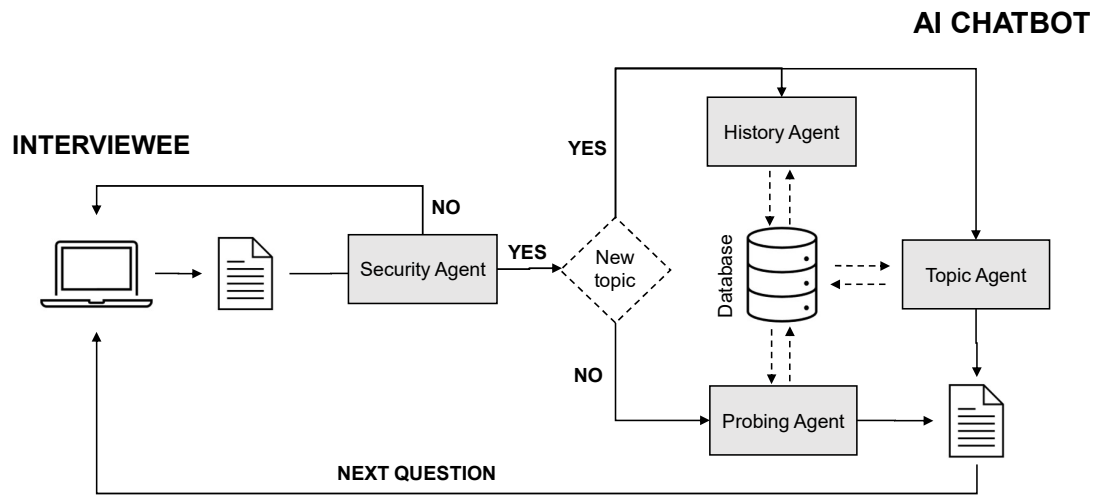 AI CHATBOT
INTERVIEWEE
History Agent
YES
NO
Security Agent
YES
New
topic
Database
Topic Agent
NO
Probing Agent
NEXT QUESTION